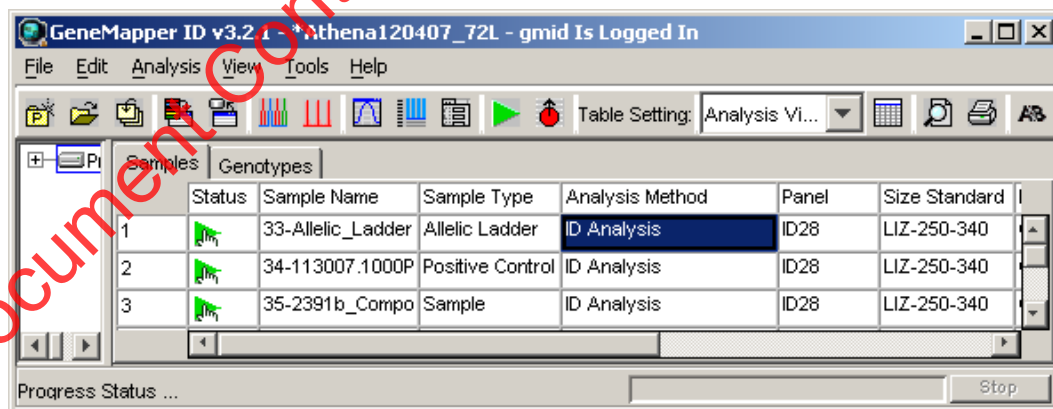 GeneMapper ID v3.2.1 - *Athena120407_72L - gmid Is Logged In
File Edit Analysis View Tools Help
Table Setting: Analysis Vi...
Samples Genotypes
Status Sample Name Sample Type Analysis Method Panel Size Standard
1 33-Allelic_Ladder Allelic Ladder ID Analysis ID28 LIZ-250-340
2 34-113007.1000P Positive Control ID Analysis ID28 LIZ-250-340
3 35-2391b_Compo Sample ID Analysis ID28 LIZ-250-340
Progress Status ... Stop
ocument Con